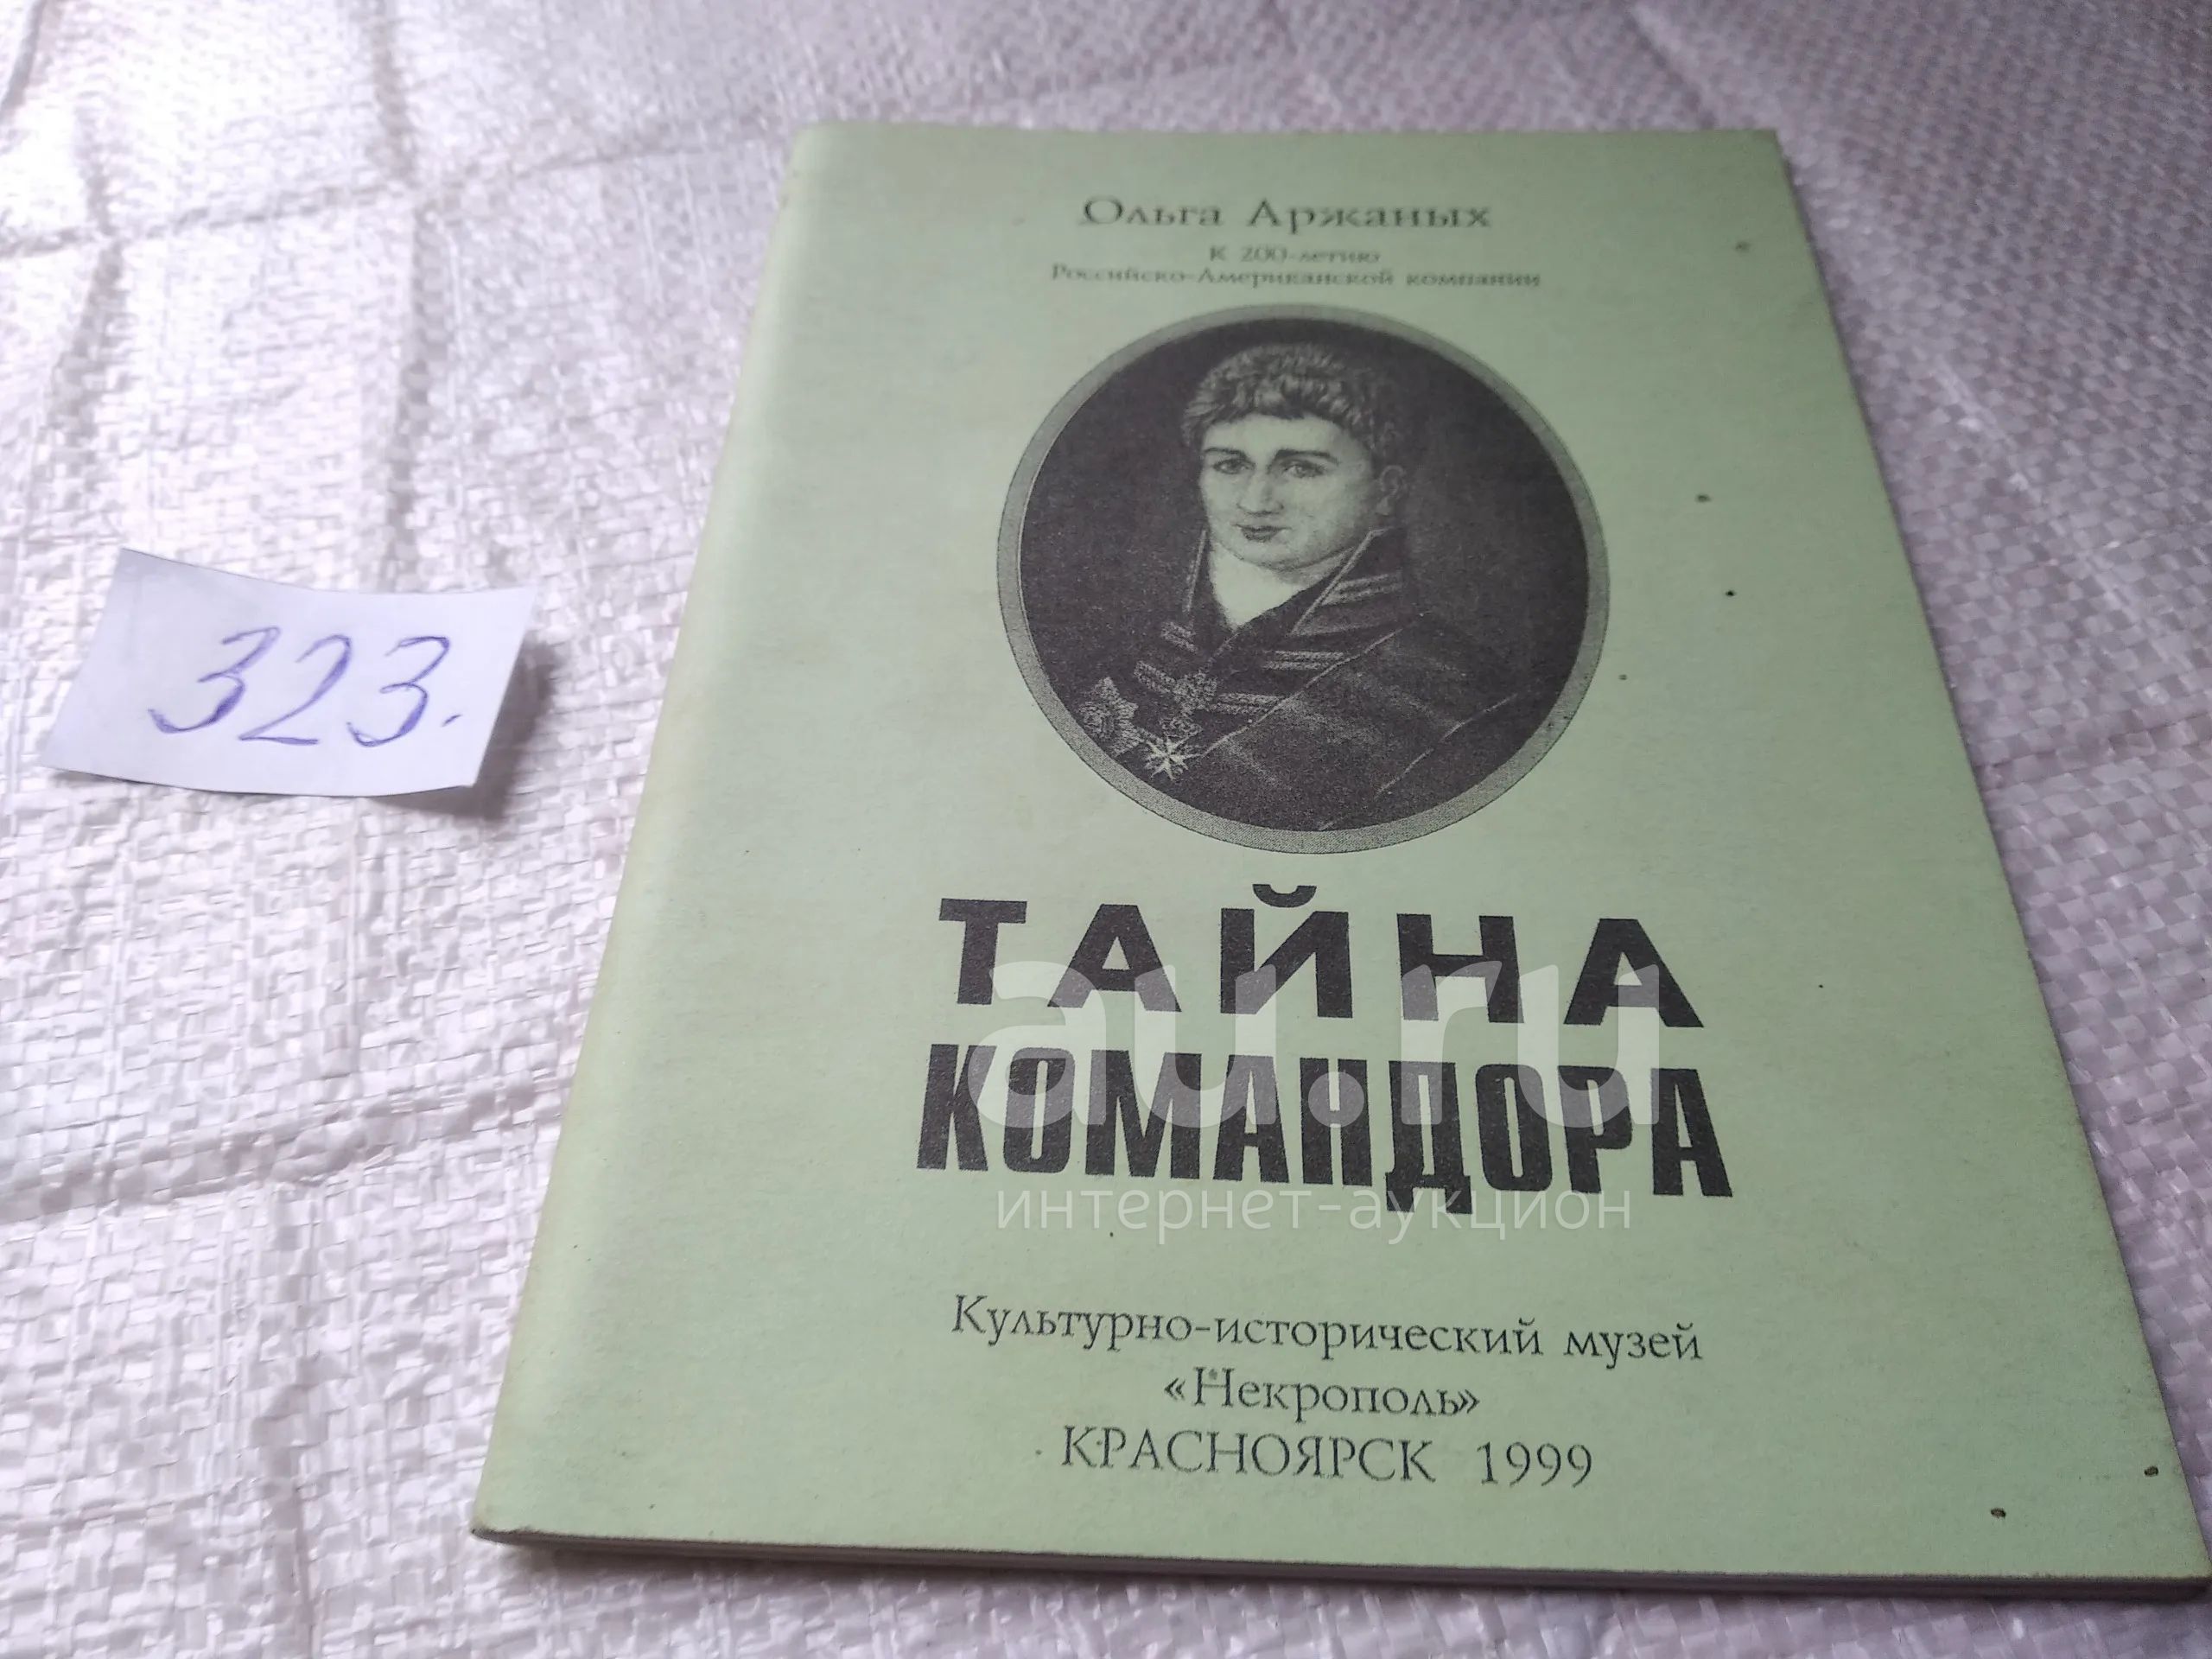 Ольга Аржаных
К 200-летию
Российско-Американской компании
323.
ТАЙНА
КОМАНДОРА
au.ru
интернет-аукцион
Культурно-исторический музей
«Некрополь»
КРАСНОЯРСК 1999